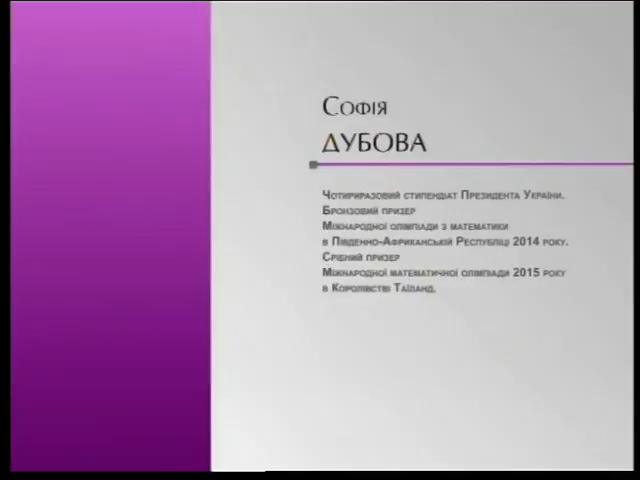 Софія
ДУБОВА
Чотириразовий стипендіат Президента України.
Бронзовий призер
Міжнародної олімпіади з математики
в Південно-Африканській Республіці 2014 року.
Срібний призер
Міжнародної математичної олімпіади 2015 року
в Королівстві Таїланд.